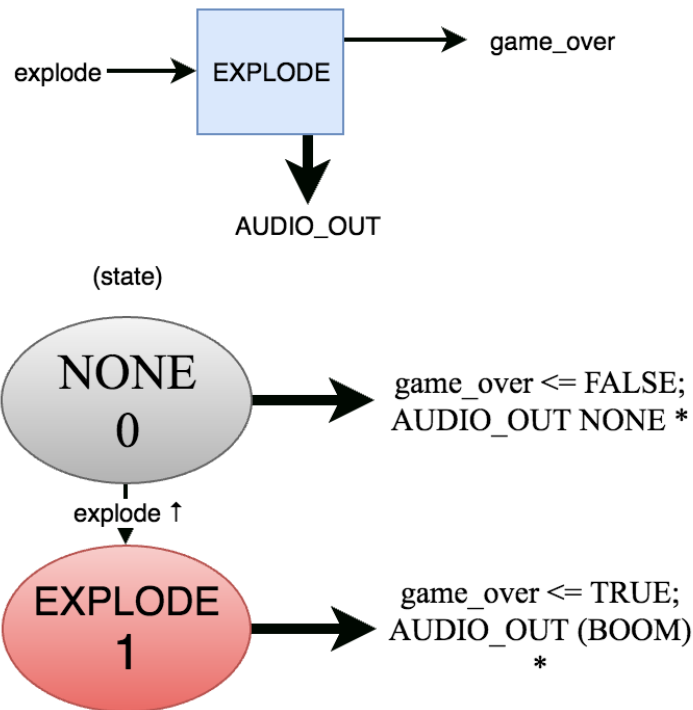 game_over
explode
EXPLODE
AUDIO_OUT
(state)
NONE
0
game_over <= FALSE;
AUDIO_OUT NONE *
explode ↑
EXPLODE
1
game_over <= TRUE;
AUDIO_OUT (BOOM)
*